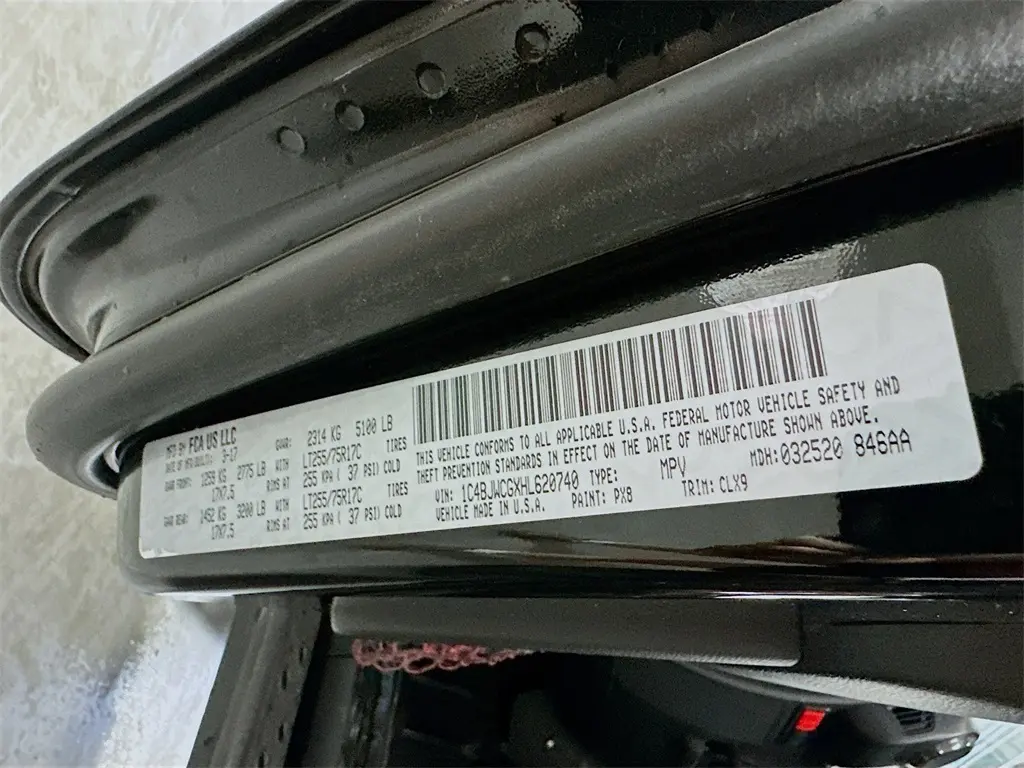 MFD BY FCA US LLC
DATE OF MFR(BUILT): 3-17
GVWR: 2314 KG 5100 LB
GAWR FRONT: 1259 KG 2775 LB WITH LT255/75R17C TIRES
17X7.5 RIMS AT 255 KPA ( 37 PSI) COLD
GAWR REAR: 1452 KG 3200 LB WITH LT255/75R17C TIRES
17X7.5 RIMS AT 255 KPA ( 37 PSI) COLD
THIS VEHICLE CONFORMS TO ALL APPLICABLE U.S.A. FEDERAL MOTOR VEHICLE SAFETY AND
THEFT PREVENTION STANDARDS IN EFFECT ON THE DATE OF MANUFACTURE SHOWN ABOVE.
VIN: 1C4BJWCGXHL620740 TYPE: MPV MDH: 032520 846AA
VEHICLE MADE IN U.S.A. PAINT: PX8 TRIM: CLX9